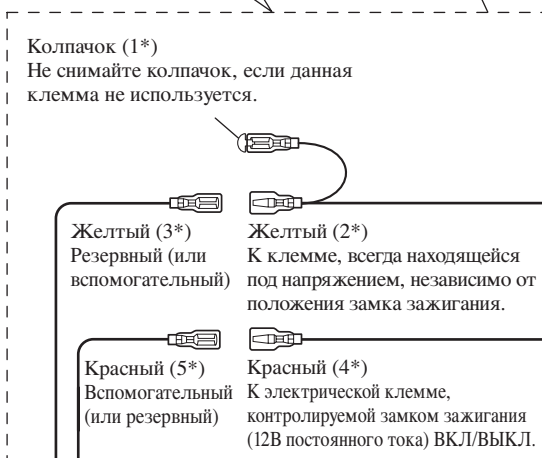 Колпачок (1*)
Не снимайте колпачок, если данная
клемма не используется.
Желтый (3*)
Резервный (или
вспомогательный)
Желтый (2*)
К клемме, всегда находящейся
под напряжением, независимо от
положения замка зажигания.
Красный (5*)
Вспомогательный
(или резервный)
Красный (4*)
К электрической клемме,
контролируемой замком зажигания
(12В постоянного тока) ВКЛ/ВЫКЛ.